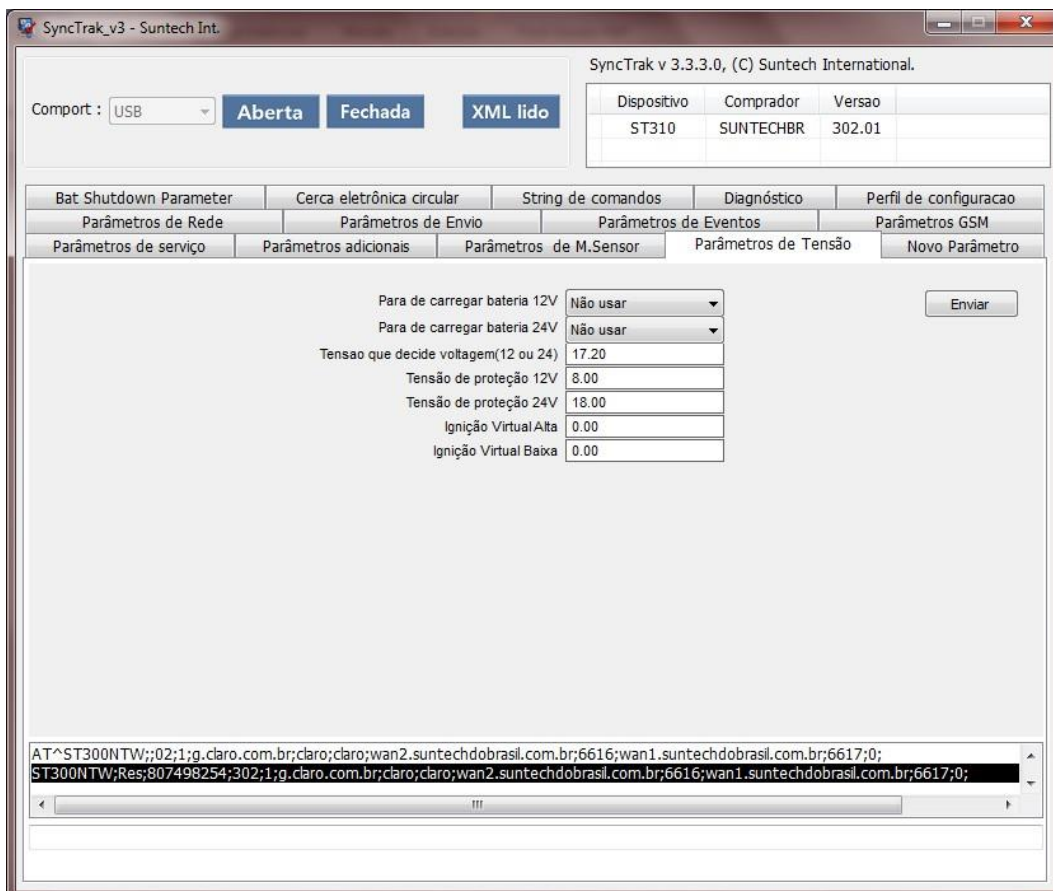 SyncTrak_v3 - Suntech Int.
SyncTrak v 3.3.3.0, (C) Suntech International.
Comport : USB Aberta Fechada XML lido
Dispositivo Comprador Versao
ST310 SUNTECHBR 302.01
Bat Shutdown Parameter Cerca eletrônica circular String de comandos Diagnóstico Perfil de configuracao
Parâmetros de Rede Parâmetros de Envio Parâmetros de Eventos Parâmetros GSM
Parâmetros de serviço Parâmetros adicionais Parâmetros de M.Sensor Parâmetros de Tensão Novo Parâmetro
Para de carregar bateria 12V Não usar Enviar
Para de carregar bateria 24V Não usar
Tensao que decide voltagem(12 ou 24) 17.20
Tensão de proteção 12V 8.00
Tensão de proteção 24V 18.00
Ignição Virtual Alta 0.00
Ignição Virtual Baixa 0.00
AT^ST300NTW;;02;1;g.claro.com.br;claro;claro;wan2.suntechdobrasil.com.br;6616;wan1.suntechdobrasil.com.br;6617;0;
ST300NTW;Res;807498254;302;1;g.claro.com.br;claro;claro;wan2.suntechdobrasil.com.br;6616;wan1.suntechdobrasil.com.br;6617;0;